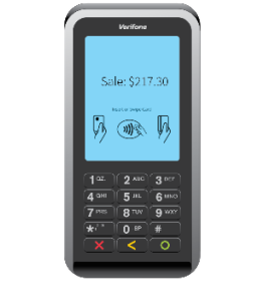 Verifone
Sale: $217.30
1 QZ.
2 ABC
3 DEF
4 GHI
5 JKL
6 MNO
7 PRS
8 TUV
9 WXY
*
0 SP
#